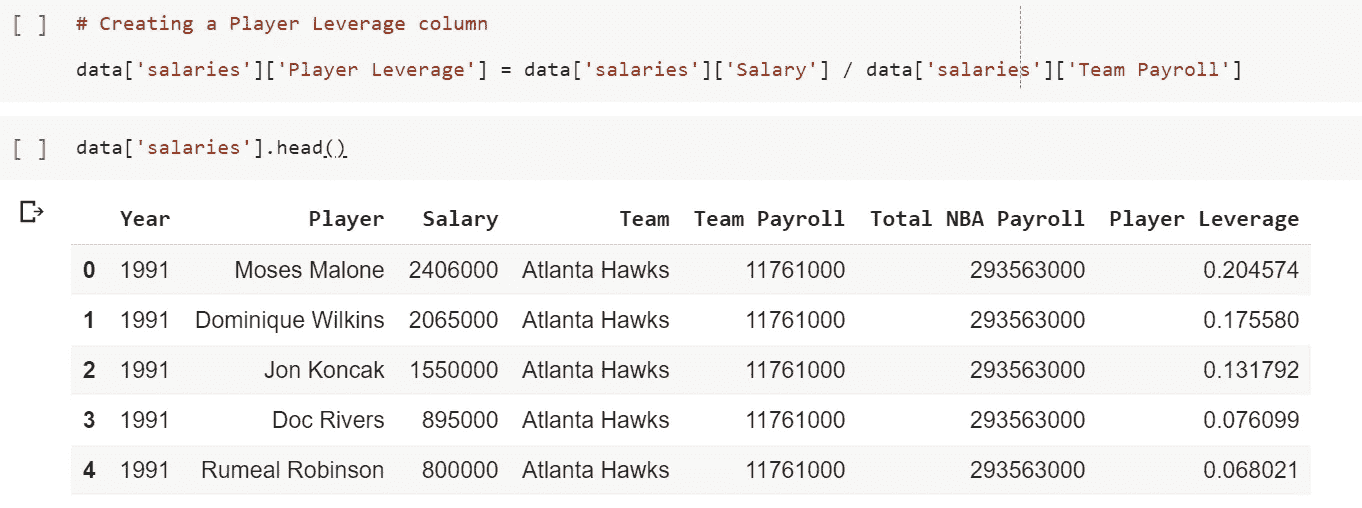 [ ] # Creating a Player Leverage column
data['salaries']['Player Leverage'] = data['salaries']['Salary'] / data['salaries']['Team Payroll']
[ ] data['salaries'].head()
Year Player Salary Team Team Payroll Total NBA Payroll Player Leverage
0 1991 Moses Malone 2406000 Atlanta Hawks 11761000 293563000 0.204574
1 1991 Dominique Wilkins 2065000 Atlanta Hawks 11761000 293563000 0.175580
2 1991 Jon Koncak 1550000 Atlanta Hawks 11761000 293563000 0.131792
3 1991 Doc Rivers 895000 Atlanta Hawks 11761000 293563000 0.076099
4 1991 Rumeal Robinson 800000 Atlanta Hawks 11761000 293563000 0.068021